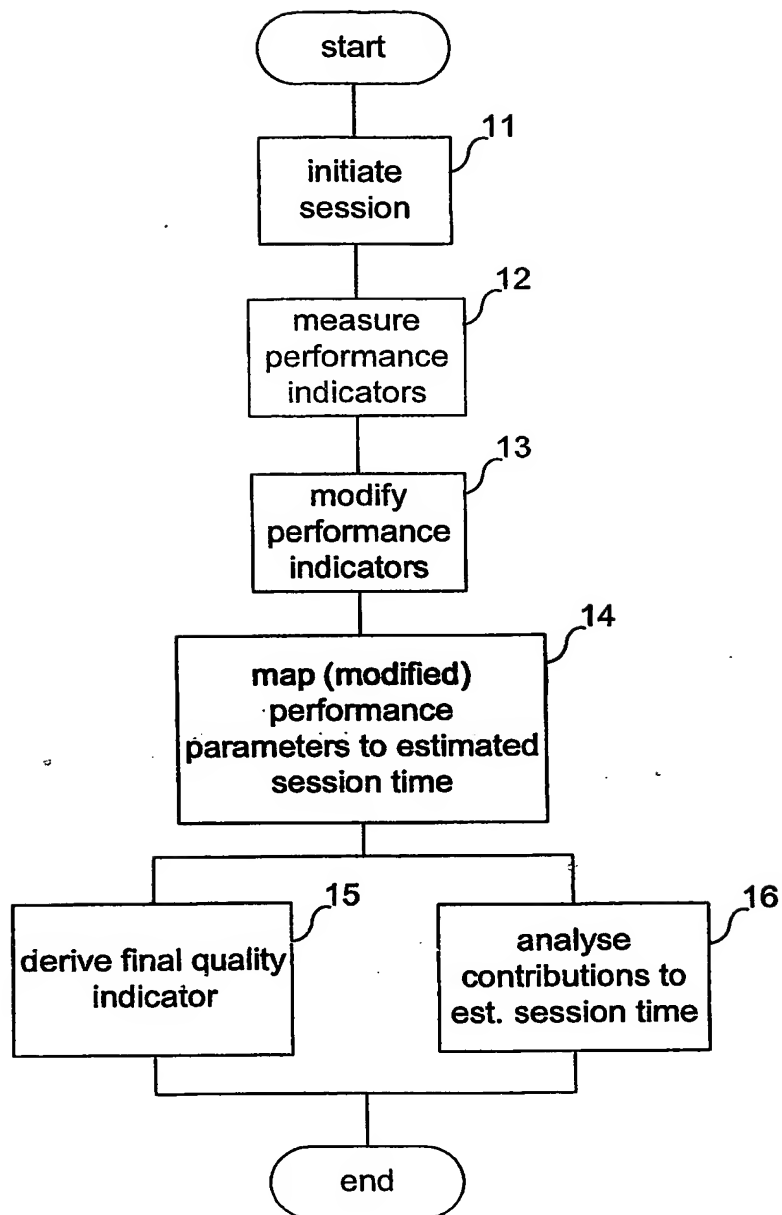 start
11
initiate
session
12
measure
performance
indicators
13
modify
performance
indicators
14
map (modified)
performance
parameters to estimated
session time
15
derive final quality
indicator
16
analyse
contributions to
est. session time
end